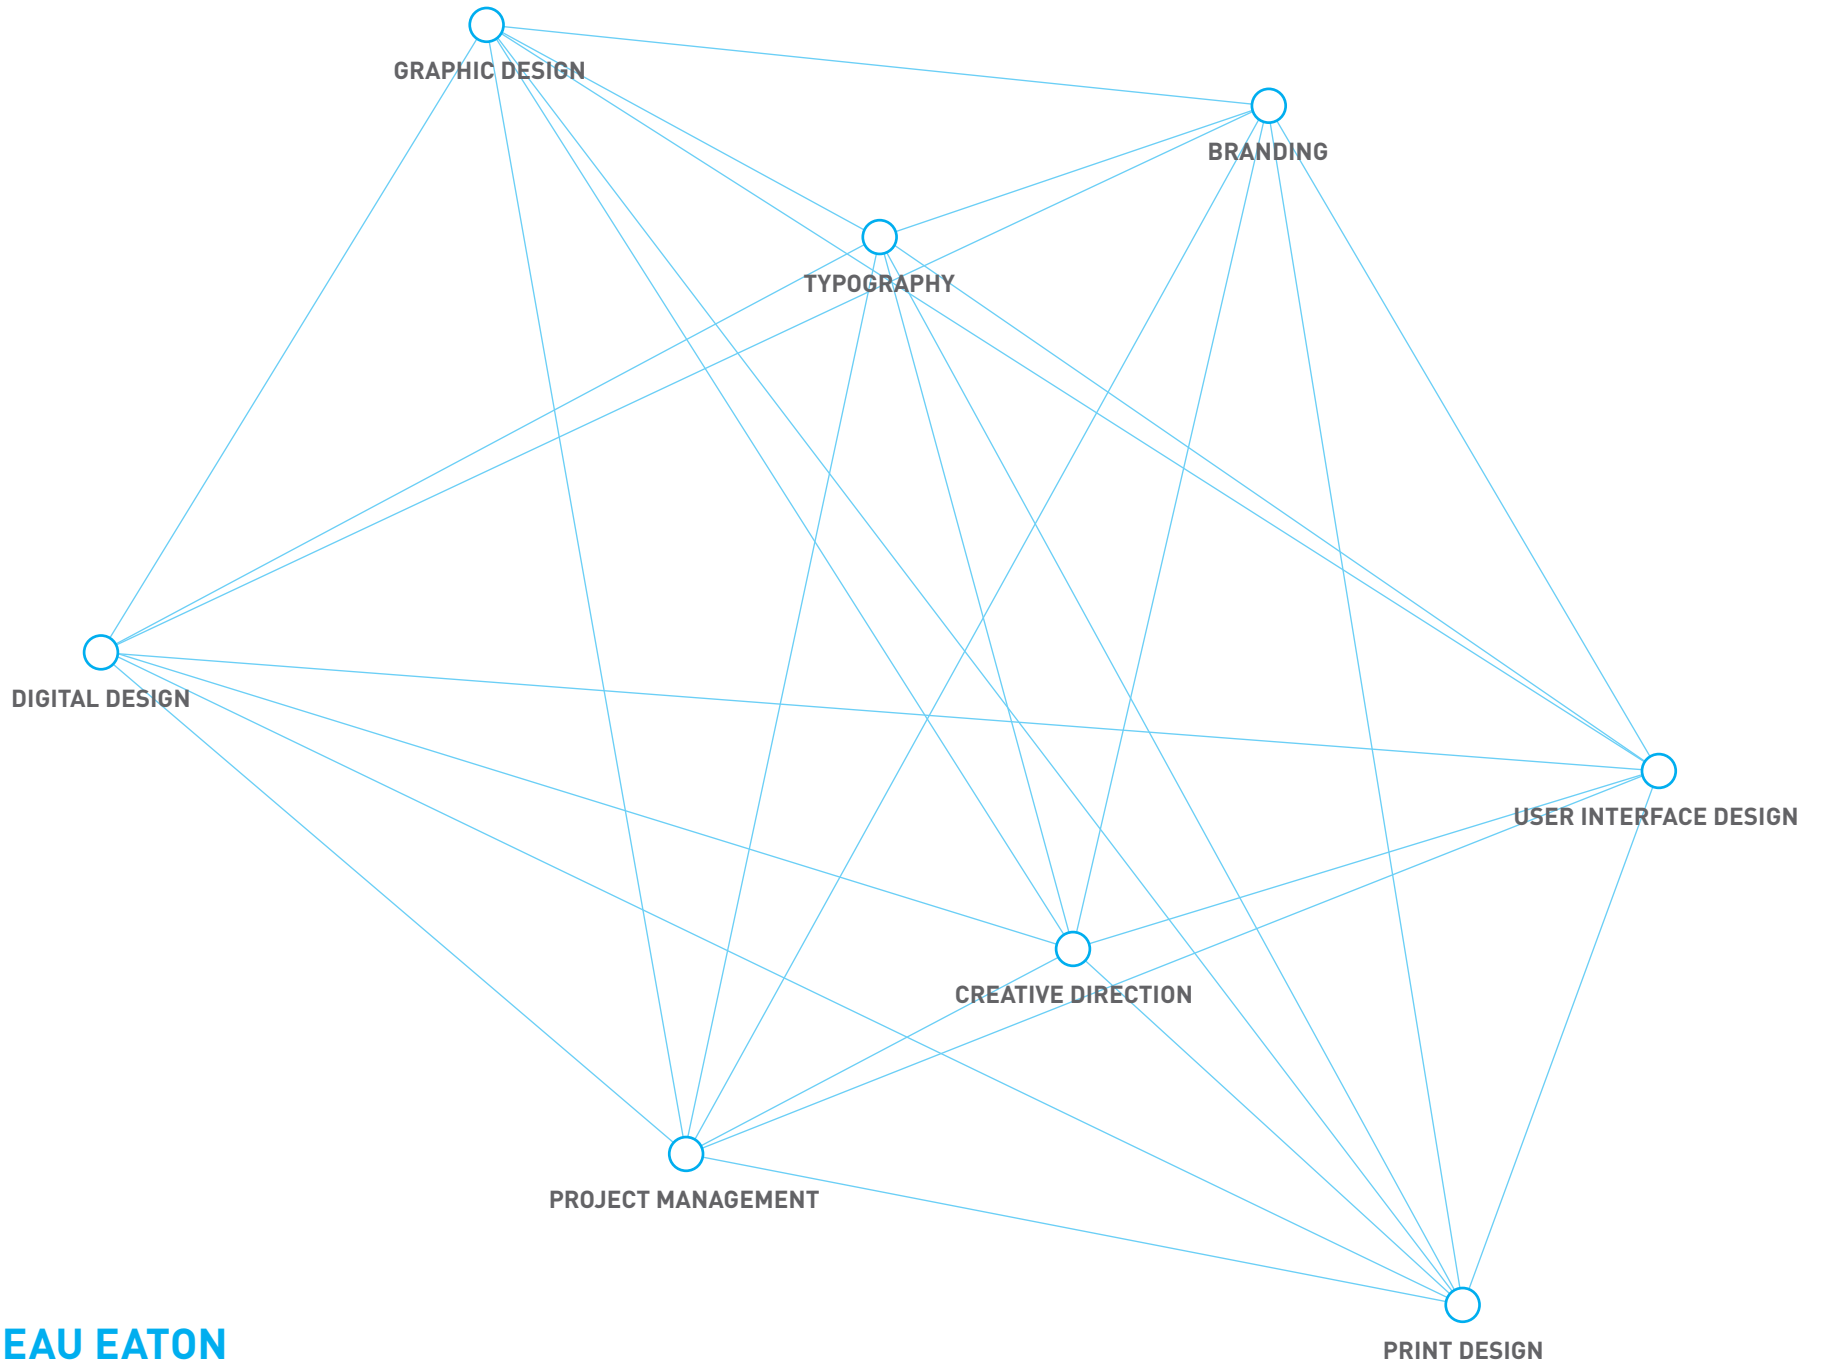 GRAPHIC DESIGN
BRANDING
TYPOGRAPHY
DIGITAL DESIGN
USER INTERFACE DESIGN
CREATIVE DIRECTION
PROJECT MANAGEMENT
EAU EATON
PRINT DESIGN